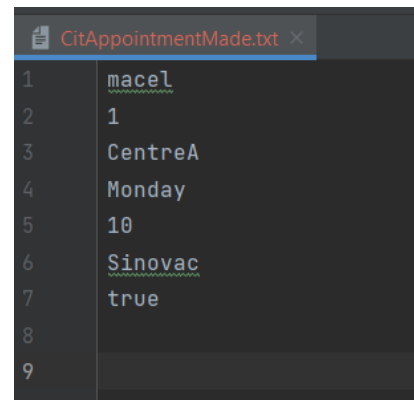 CitAppointmentMade.txt
1 macel
2 1
3 CentreA
4 Monday
5 10
6 Sinovac
7 true
8
9